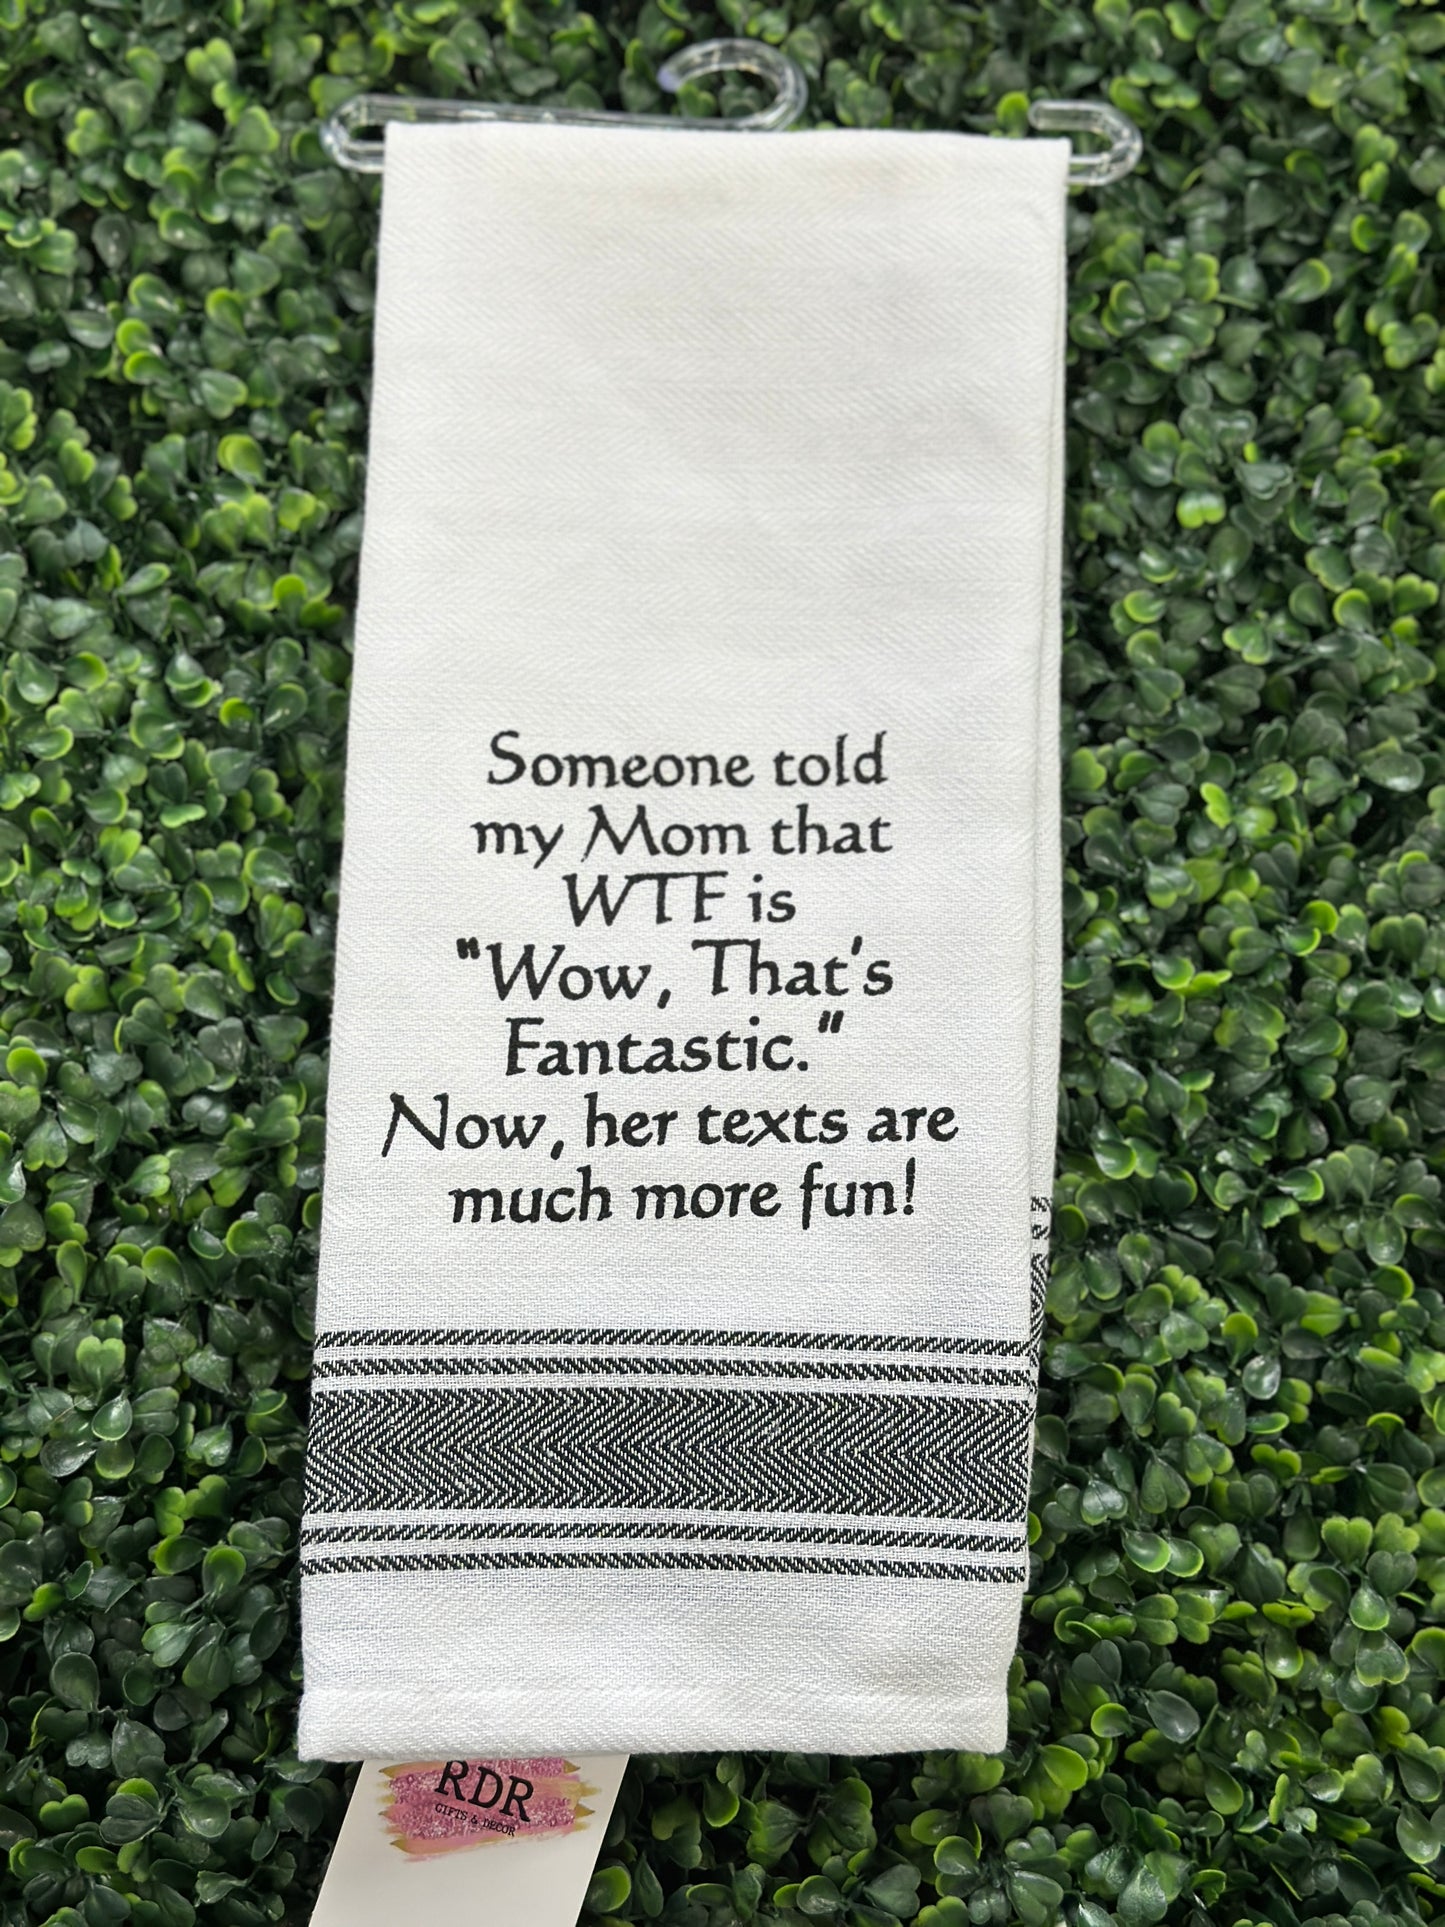 Someone told
my Mom that
WTF is
"Wow, That's
Fantastic."
Now, her texts are
much more fun!
RDR
GIFTS & DECOR